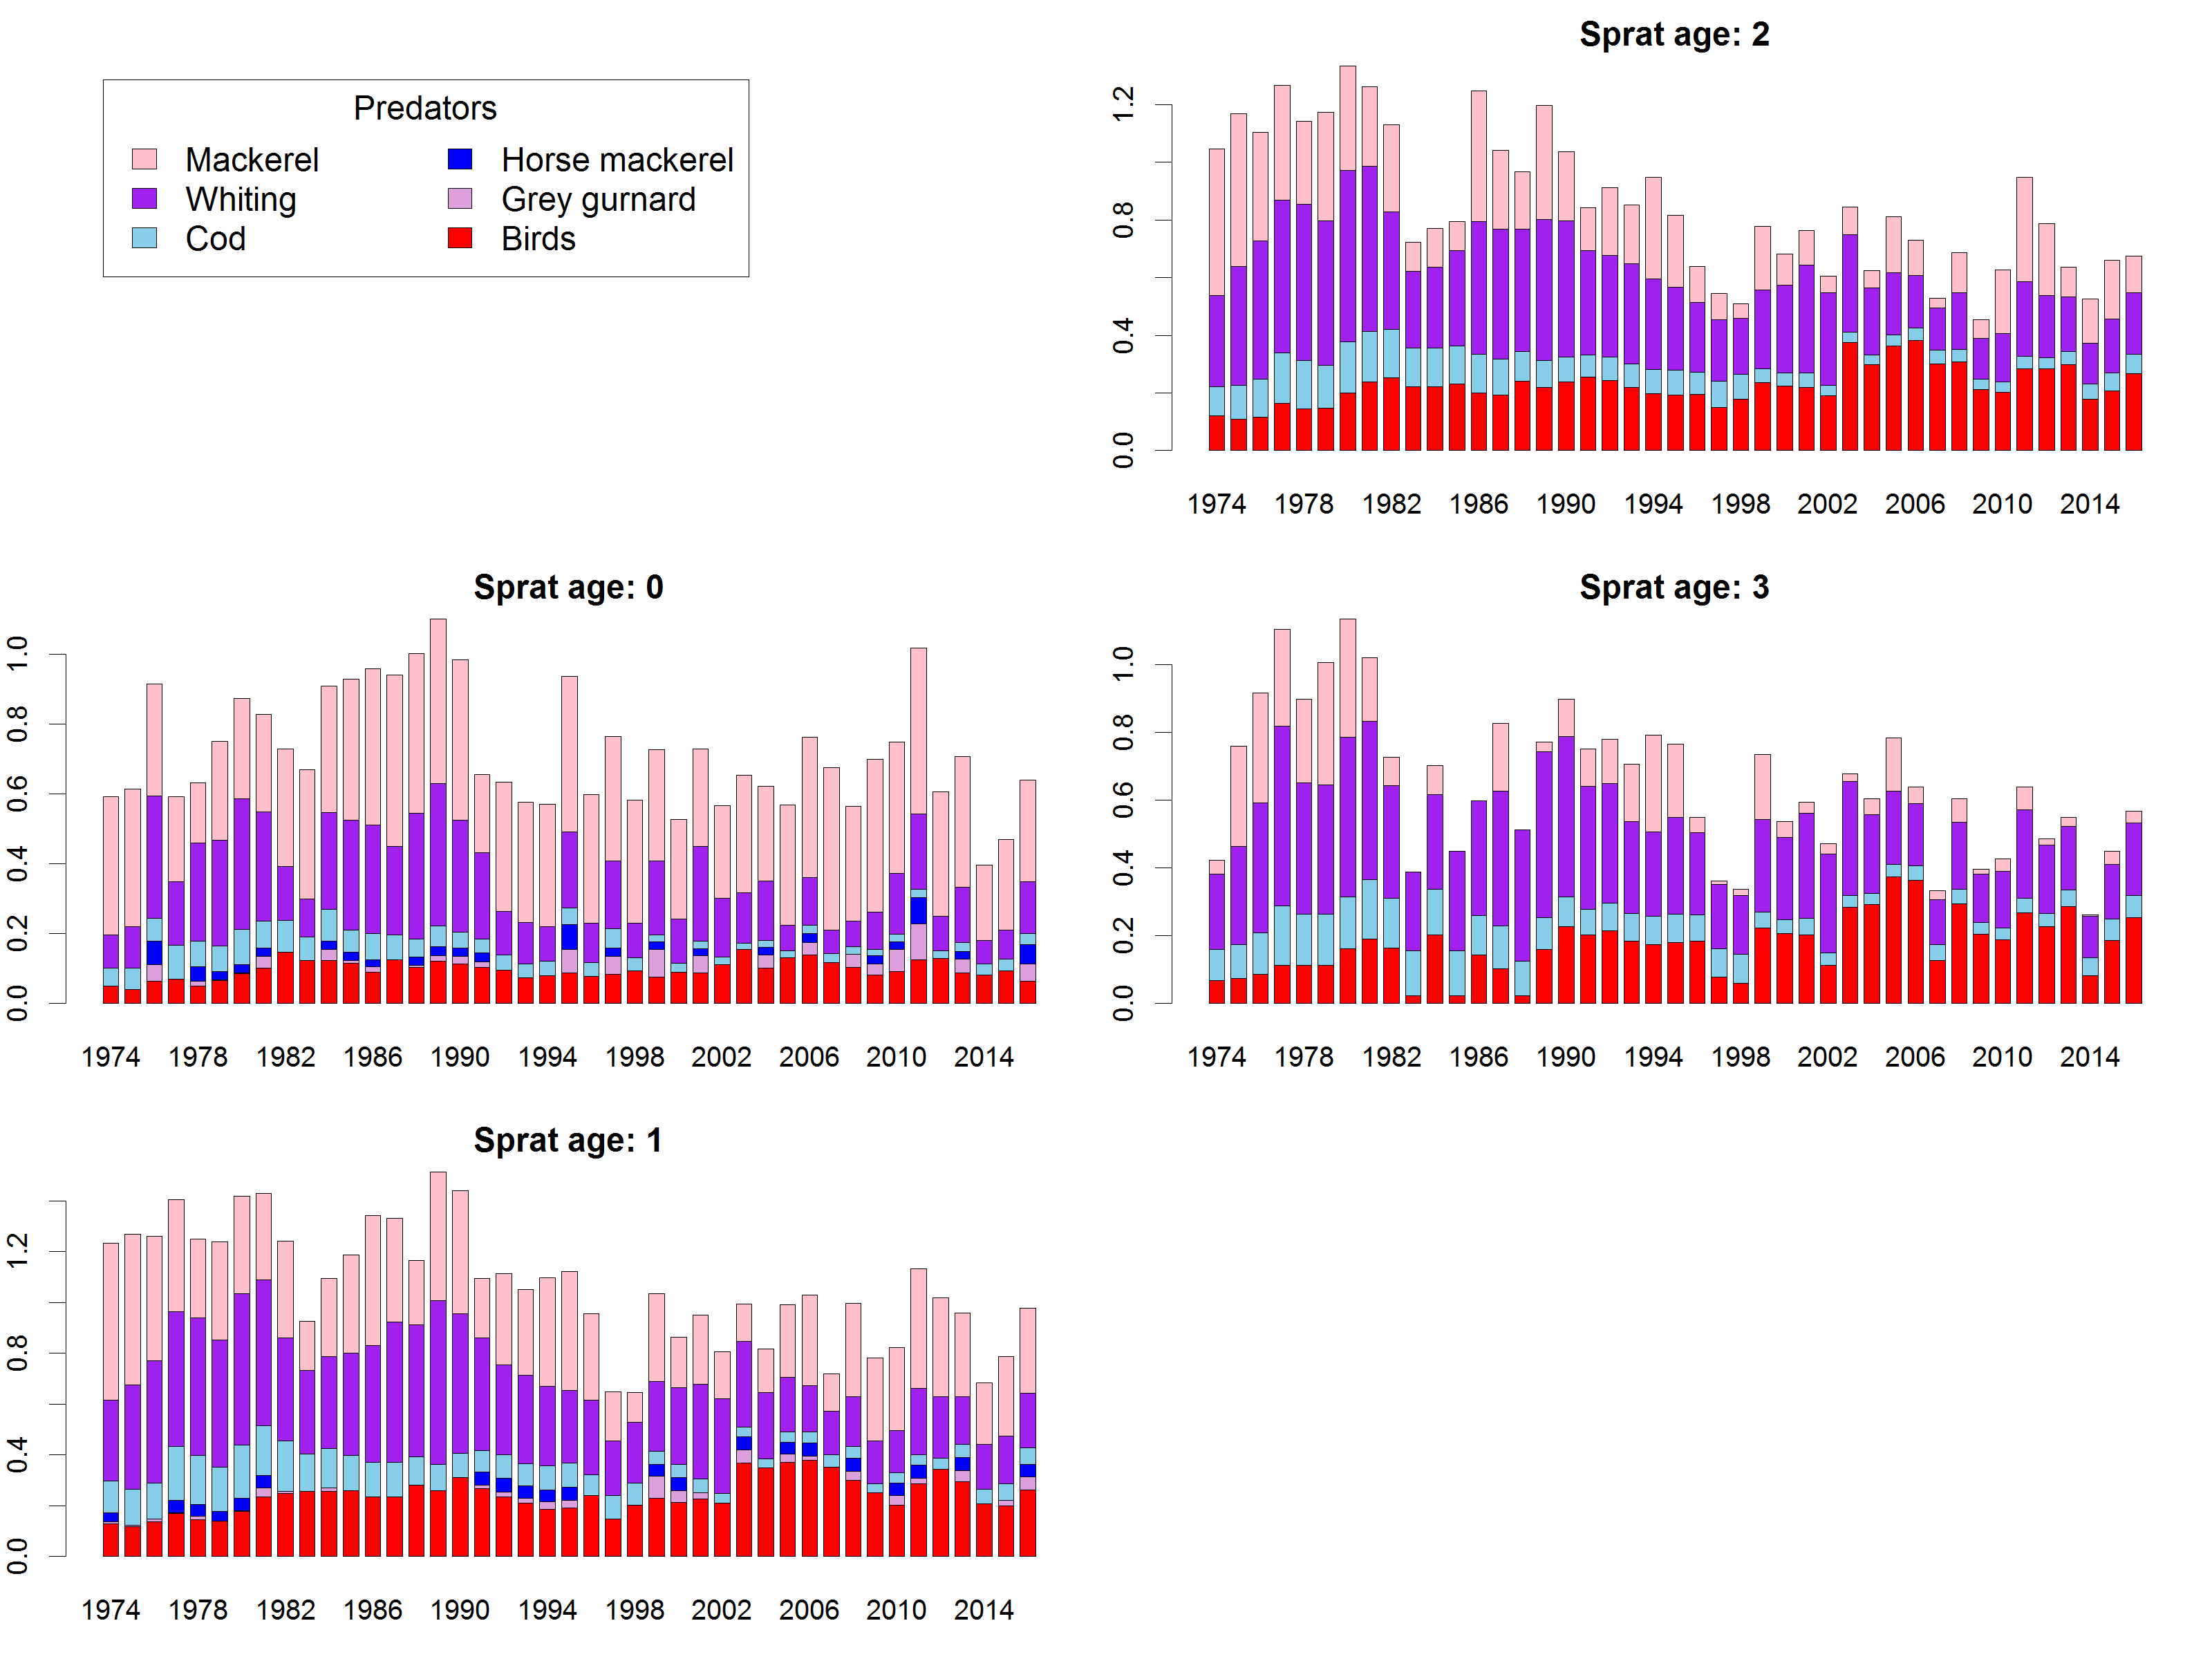 Predators
Mackerel Horse mackerel
Whiting Grey gurnard
Cod Birds
Sprat age: 2
0.0 0.4 0.8 1.2
1974 1978 1982 1986 1990 1994 1998 2002 2006 2010 2014
Sprat age: 0
0.0 0.2 0.4 0.6 0.8 1.0
1974 1978 1982 1986 1990 1994 1998 2002 2006 2010 2014
Sprat age: 3
0.0 0.2 0.4 0.6 0.8 1.0
1974 1978 1982 1986 1990 1994 1998 2002 2006 2010 2014
Sprat age: 1
0.0 0.4 0.8 1.2
1974 1978 1982 1986 1990 1994 1998 2002 2006 2010 2014